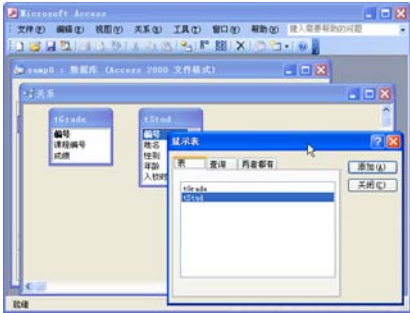 Microsoft Access
文件(F) 编辑(E) 视图(V) 关系(R) 工具(T) 窗口(W) 帮助(H) 键入需要帮助的问题
samp0 : 数据库 (Access 2000 文件格式)
关系
tGrade
编号
课程编号
成绩
tStud
编号
姓名
性别
年龄
入校时
显示表
表 查询 两者都有
tGrade
tStud
添加(A)
关闭(C)
就绪